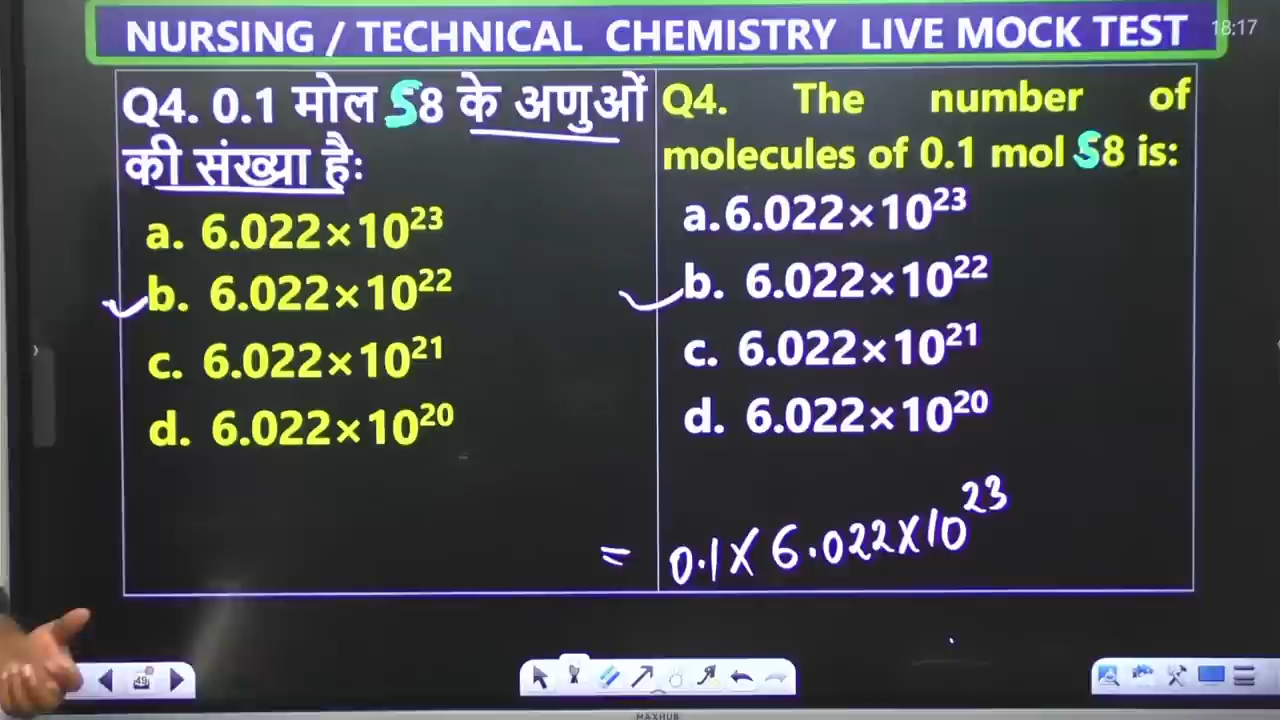 NURSING / TECHNICAL CHEMISTRY LIVE MOCK TEST
18:17
Q4. 0.1 मोल S8 के अणुओं
की संख्या है:
a. 6.022×10²³
b. 6.022×10²²
c. 6.022×10²¹
d. 6.022×10²⁰
Q4. The number of
molecules of 0.1 mol S8 is:
a.6.022×10²³
b. 6.022×10²²
c. 6.022×10²¹
d. 6.022×10²⁰
= 0.1 X 6.022 X 10²³
49
MAXHUB